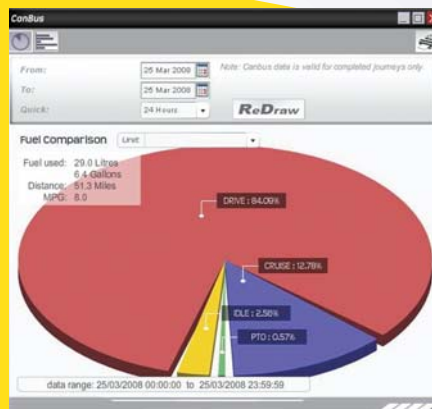 CanBus
From: 25 Mar 2008 Note: Canbus data is valid for completed journeys only.
To: 25 Mar 2008
Quick: 24 Hours ReDraw
Fuel Comparison Unit
Fuel used: 29.0 Litres
6.4 Gallons
Distance: 51.3 Miles
MPG: 8.0
DRIVE : 84.09%
CRUISE : 12.78%
IDLE : 2.56%
PTO : 0.57%
data range: 25/03/2008 00:00:00 to 25/03/2008 23:59:59